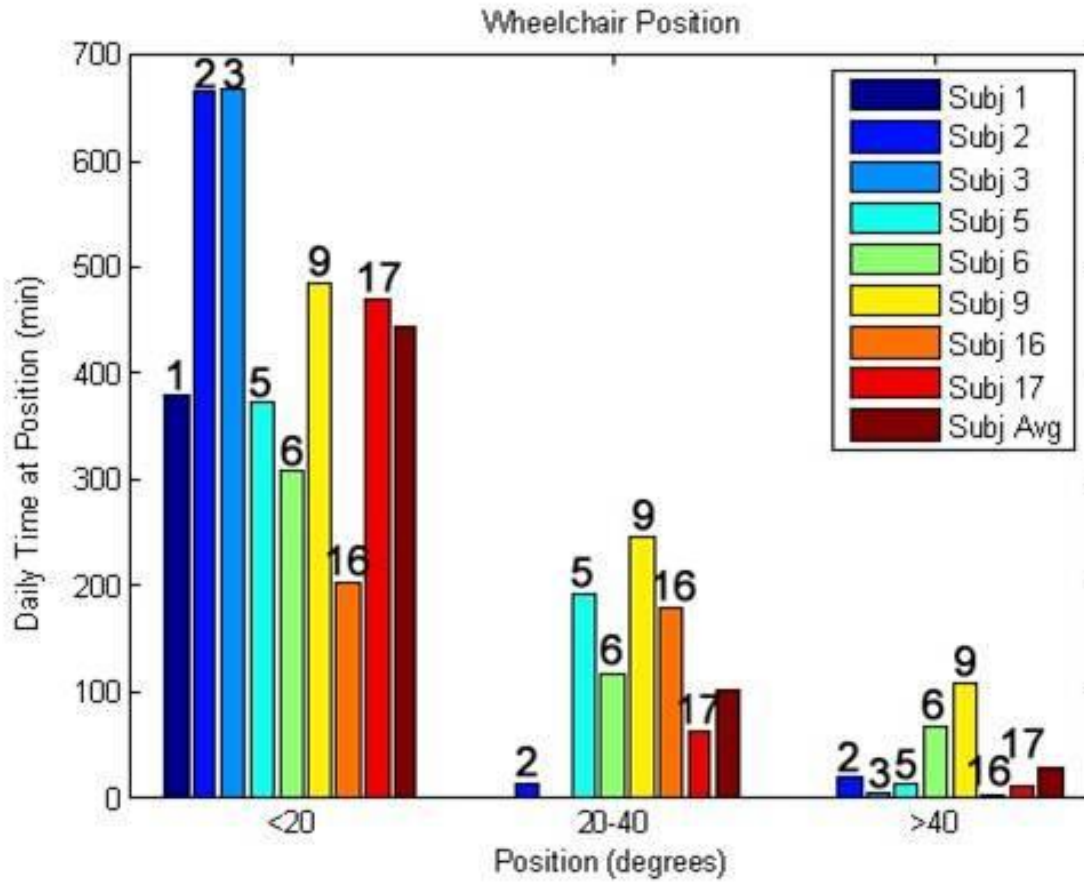 Wheelchair Position
700
600
500
400
300
200
100
0
Daily Time at Position (min)
1
2
3
5
6
9
16
17
2
5
6
9
16
17
2
3
5
6
9
16
17
<20
20-40
>40
Position (degrees)
Subj 1
Subj 2
Subj 3
Subj 5
Subj 6
Subj 9
Subj 16
Subj 17
Subj Avg